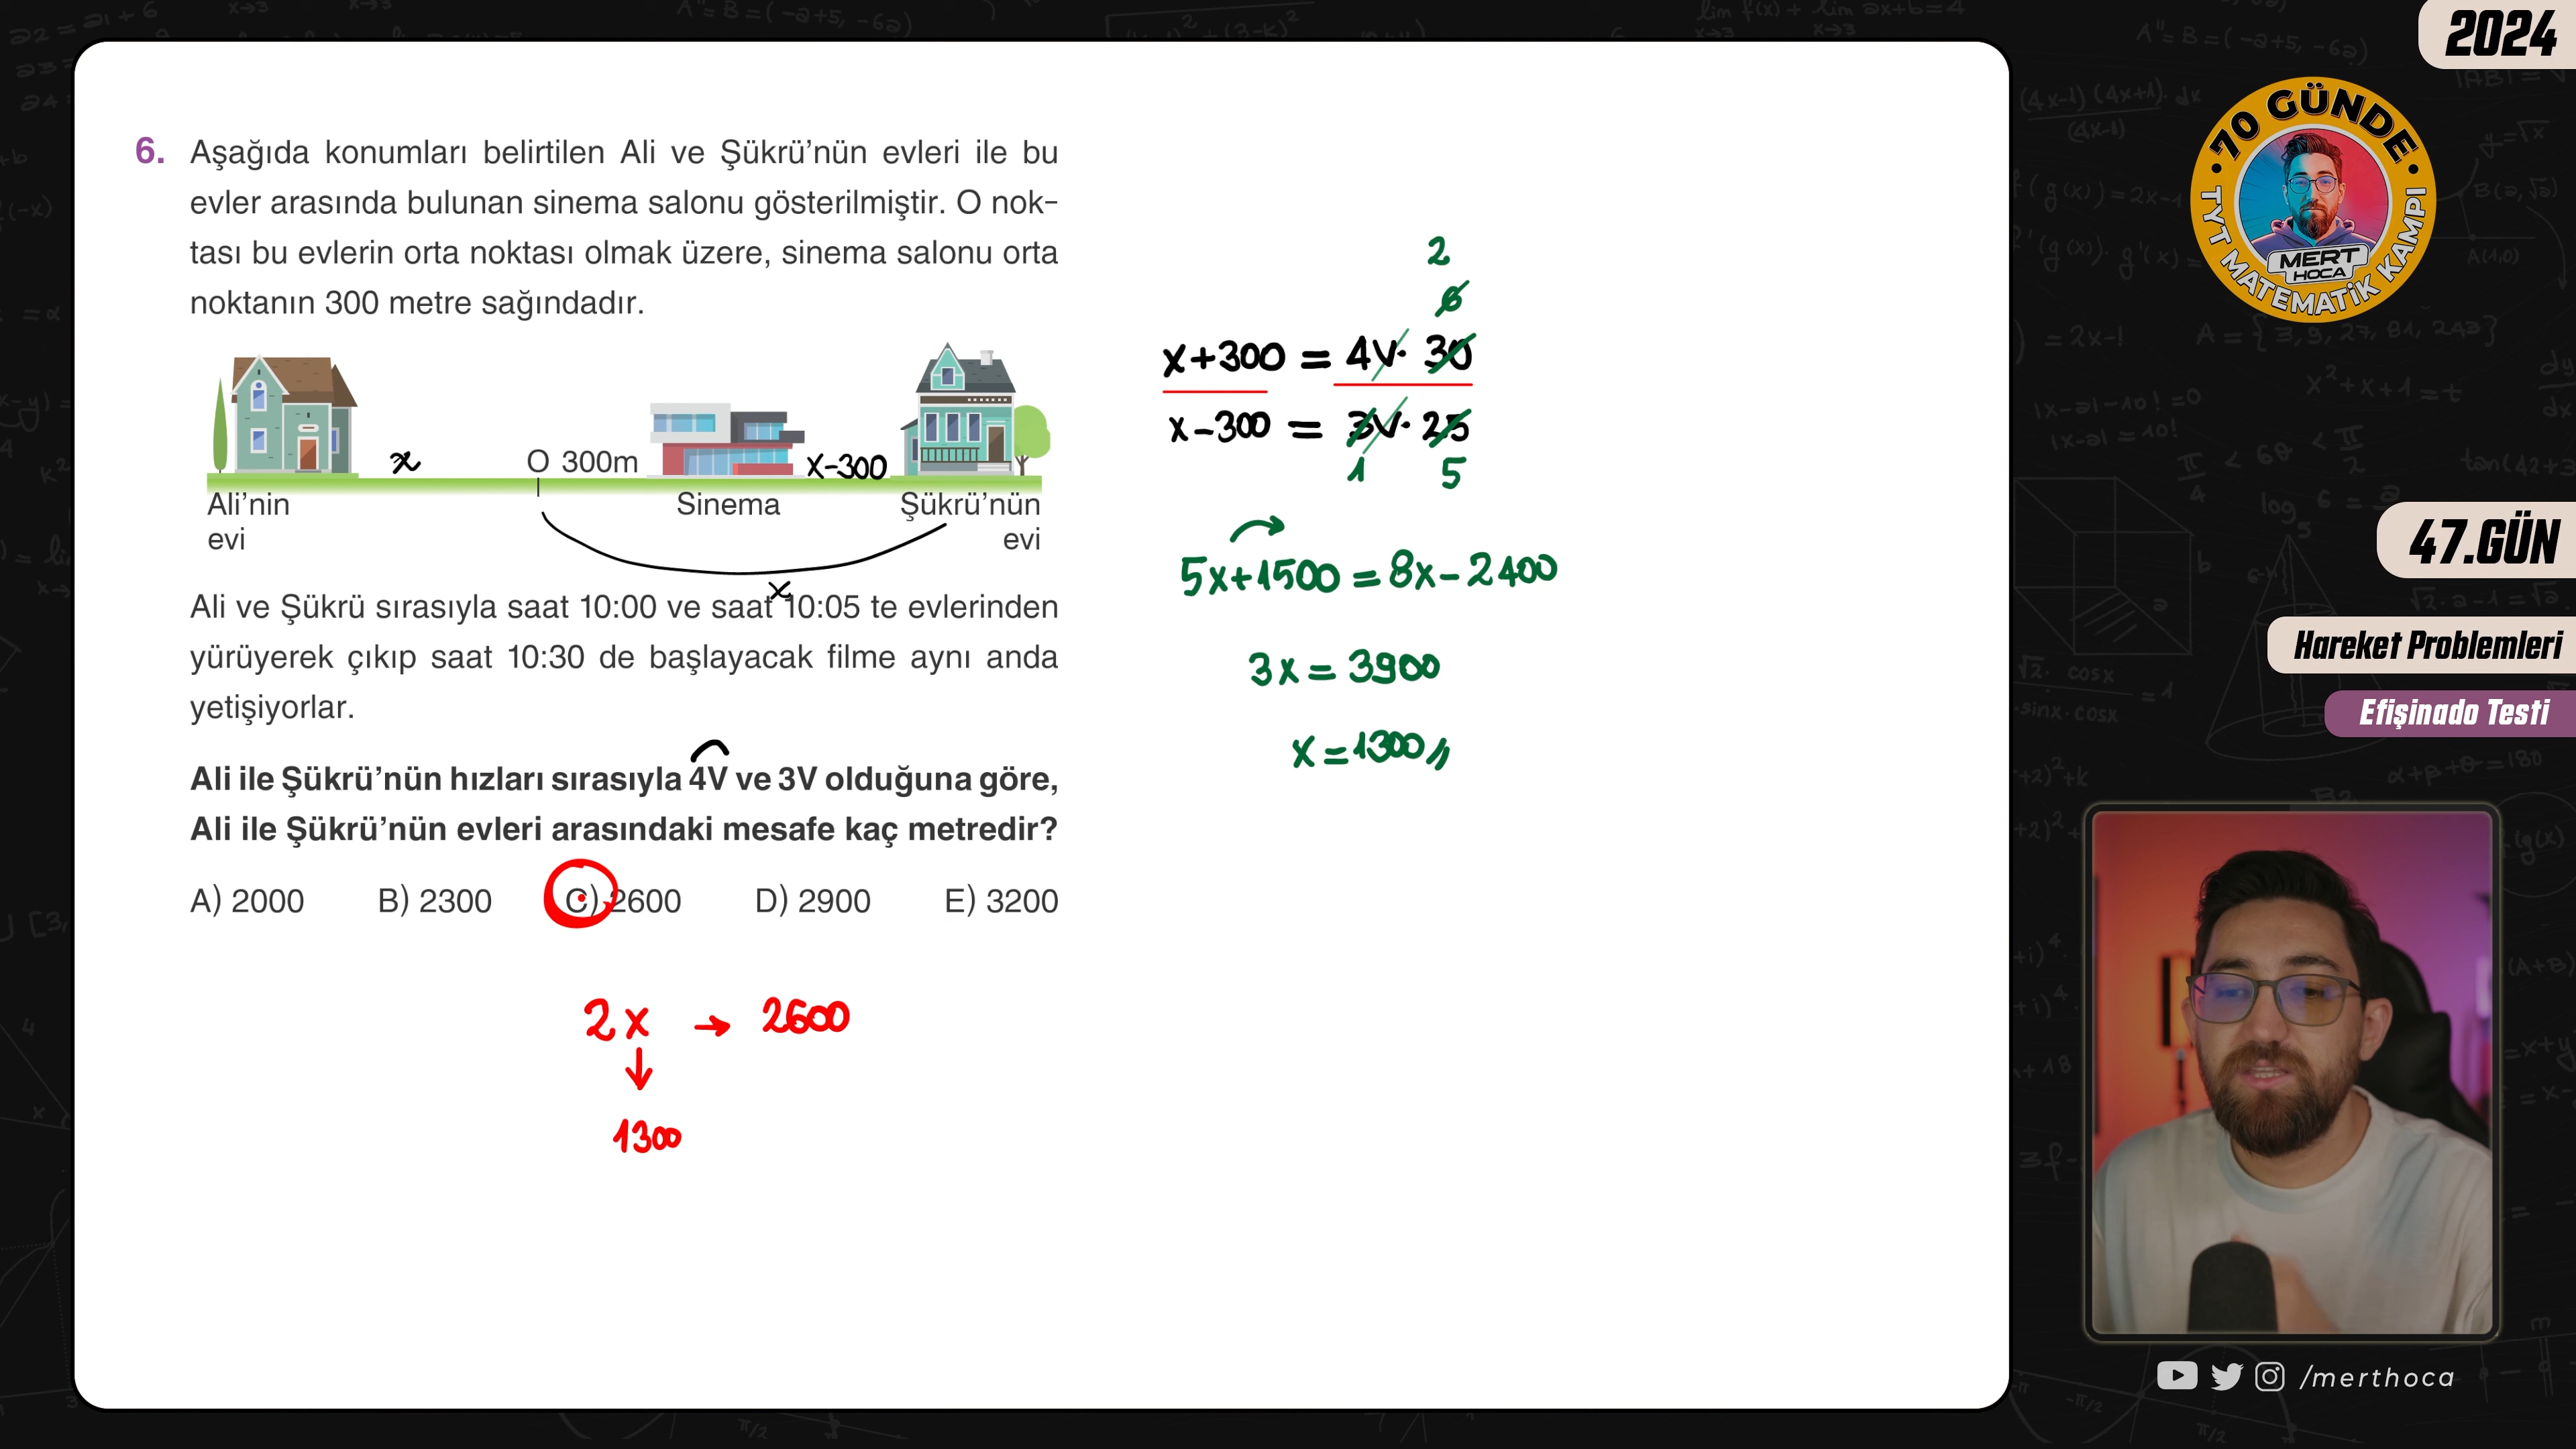 2024
70 GÜNDE
TYT MATEMATİK KAMPI
MERT
HOCA
6. Aşağıda konumları belirtilen Ali ve Şükrü’nün evleri ile bu
evler arasında bulunan sinema salonu gösterilmiştir. O nok-
tası bu evlerin orta noktası olmak üzere, sinema salonu orta
noktanın 300 metre sağındadır.
x O 300m x-300
Ali’nin Sinema Şükrü’nün
evi evi
x
Ali ve Şükrü sırasıyla saat 10:00 ve saat 10:05 te evlerinden
yürüyerek çıkıp saat 10:30 de başlayacak filme aynı anda
yetişiyorlar.
Ali ile Şükrü’nün hızları sırasıyla 4V ve 3V olduğuna göre,
Ali ile Şükrü’nün evleri arasındaki mesafe kaç metredir?
A) 2000 B) 2300 C) 2600 D) 2900 E) 3200
2x → 2600
↓
1300
2
6
x+300 = 4V· 30
x-300 = 3V· 25
1 5
5x+1500 = 8x-2400
3x = 3900
x = 1300 //
47.GÜN
Hareket Problemleri
Efişinado Testi
/merthoca